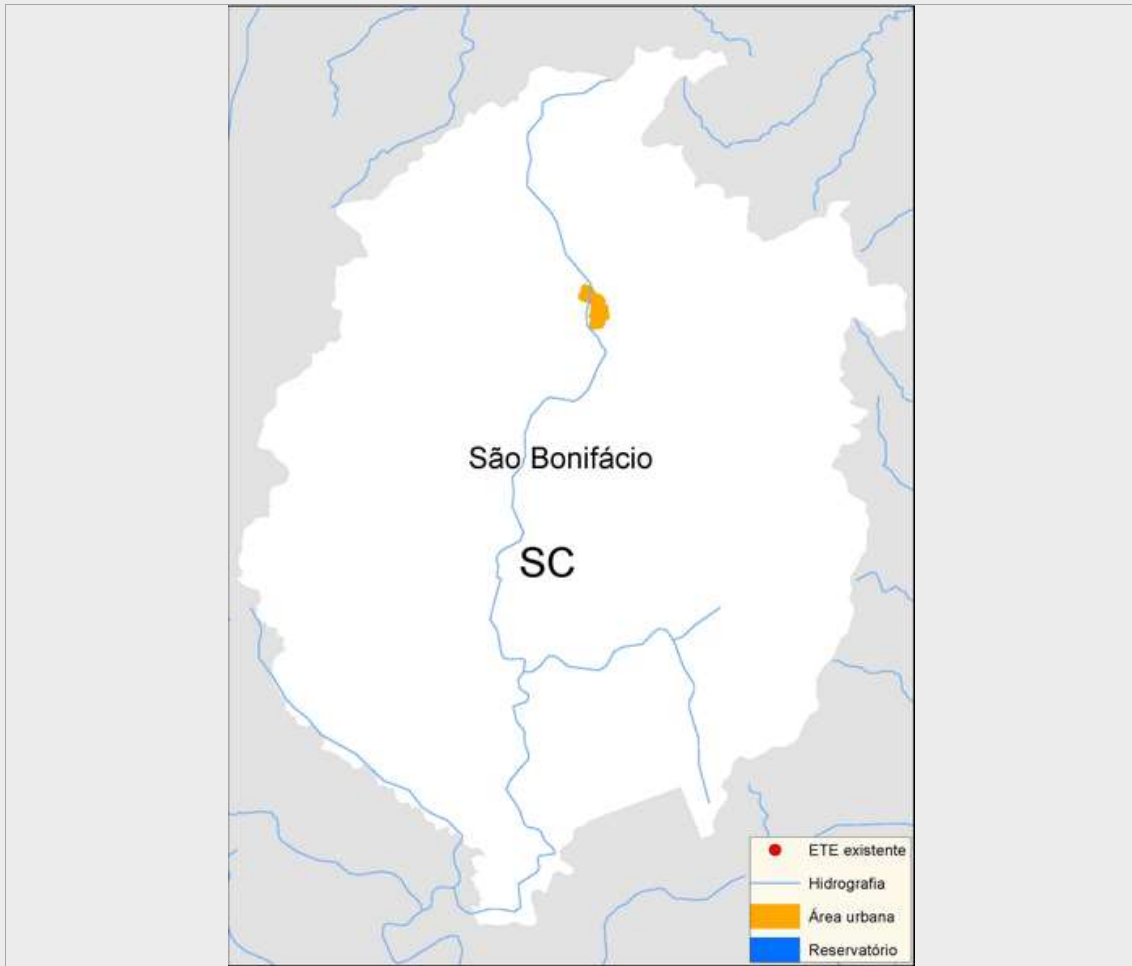 São Bonifácio
SC
ETE existente
Hidrografia
Área urbana
Reservatório